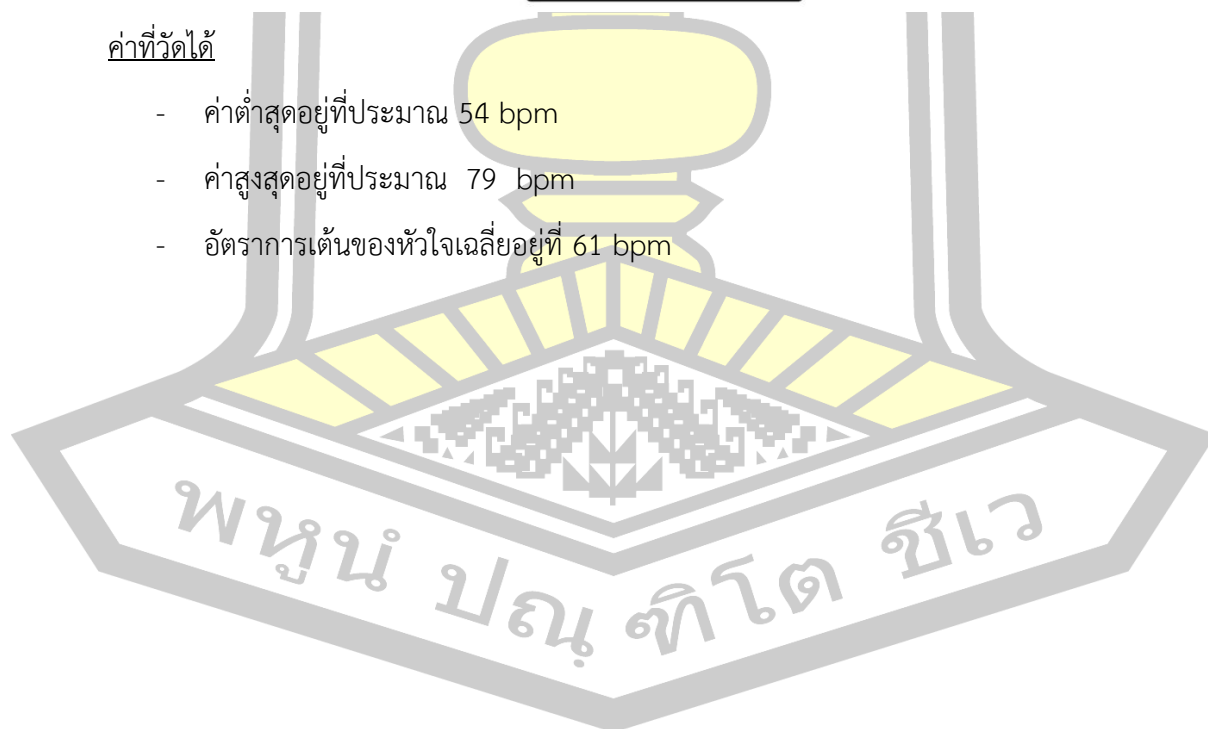 ค่าที่วัดได้
- ค่าต่ำสุดอยู่ที่ประมาณ 54 bpm
- ค่าสูงสุดอยู่ที่ประมาณ 79 bpm
- อัตราการเต้นของหัวใจเฉลี่ยอยู่ที่ 61 bpm
พหูนํ ปณฺฑิโต ชีเว